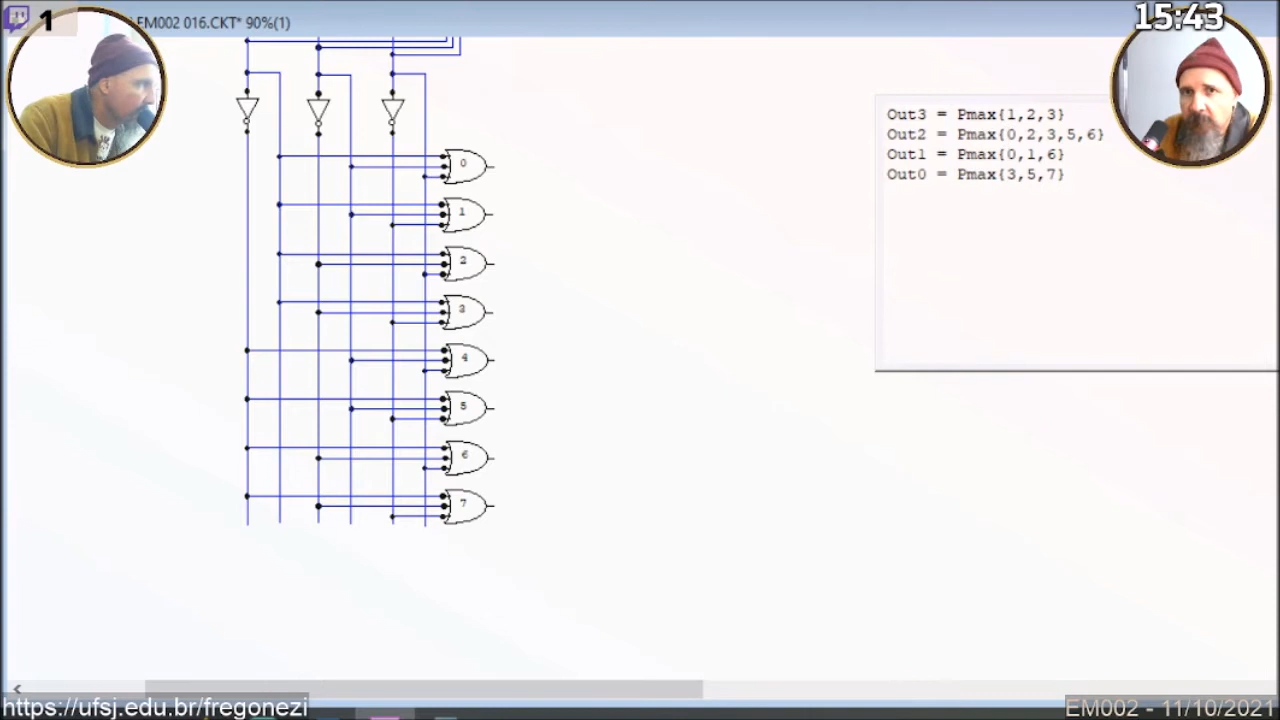 1
EM002 016.CKT* 90%(1)
15:43
Out3 = Pmax{1,2,3}
Out2 = Pmax{0,2,3,5,6}
Out1 = Pmax{0,1,6}
Out0 = Pmax{3,5,7}
0
1
2
3
4
5
6
7
https://ufsj.edu.br/fregonezi
EM002 - 11/10/2021